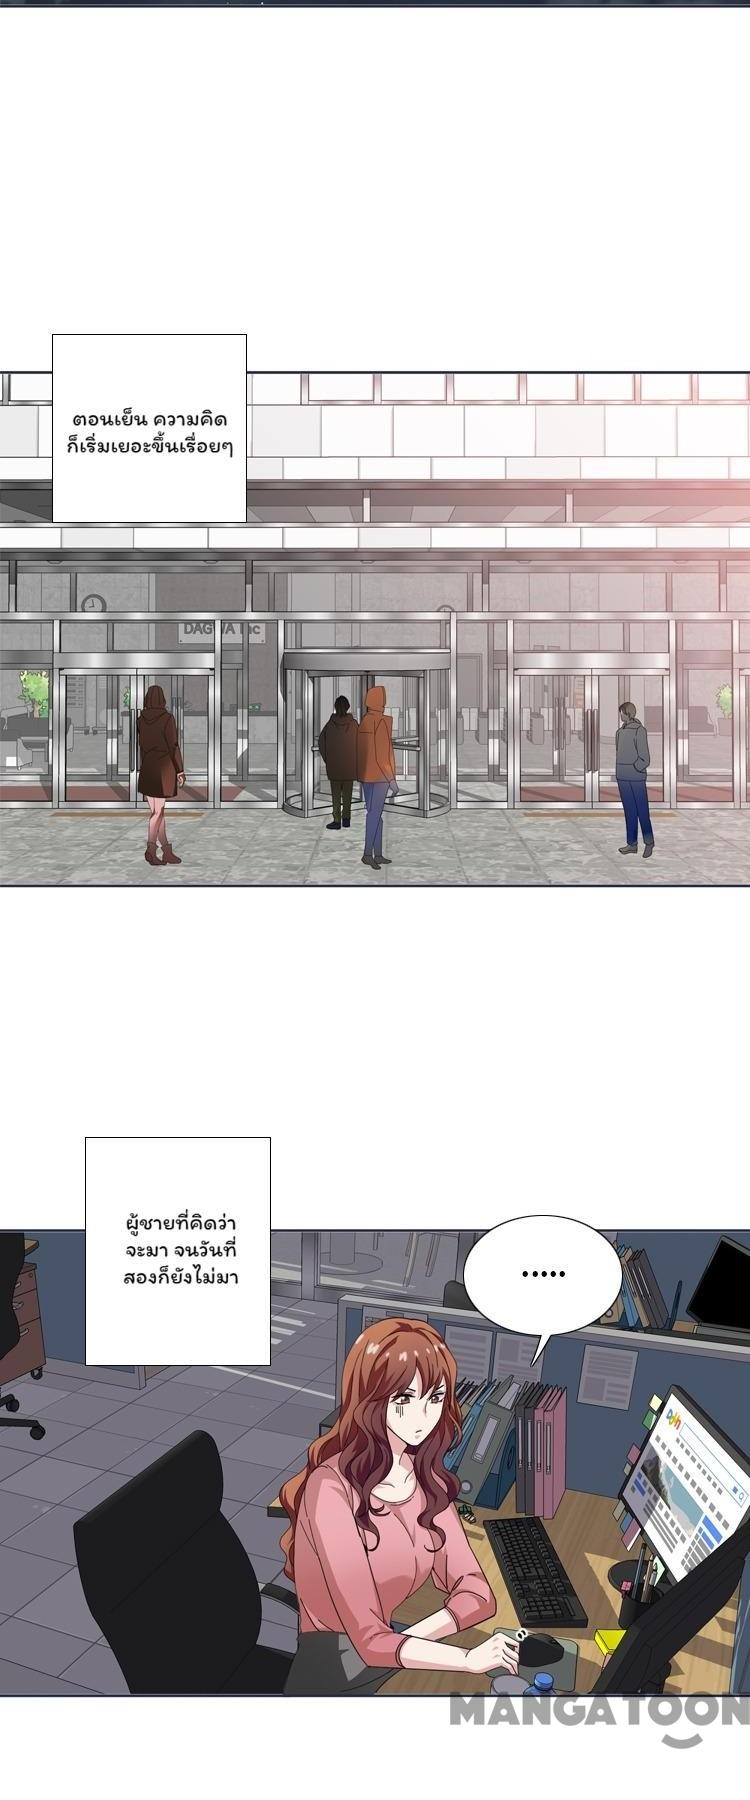 ตอนเย็น ความคิด
ก็เริ่มเยอะขึ้นเรื่อยๆ
DAGWA Inc
ผู้ชายที่คิดว่า
จะมา จนวันที่
สองก็ยังไม่มา
.....
MANGATOON